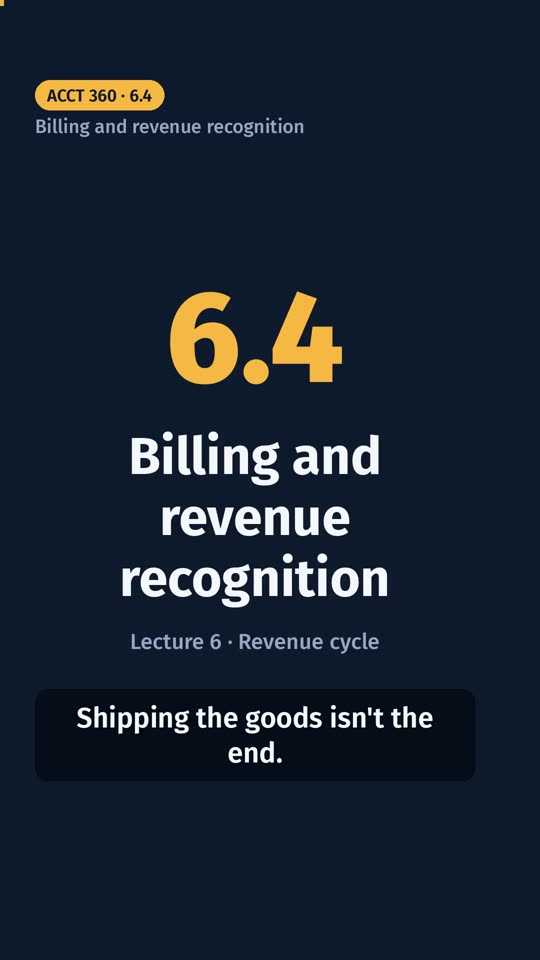 ACCT 360 · 6.4
Billing and revenue recognition
6.4
Billing and
revenue
recognition
Lecture 6 · Revenue cycle
Shipping the goods isn't the
end.